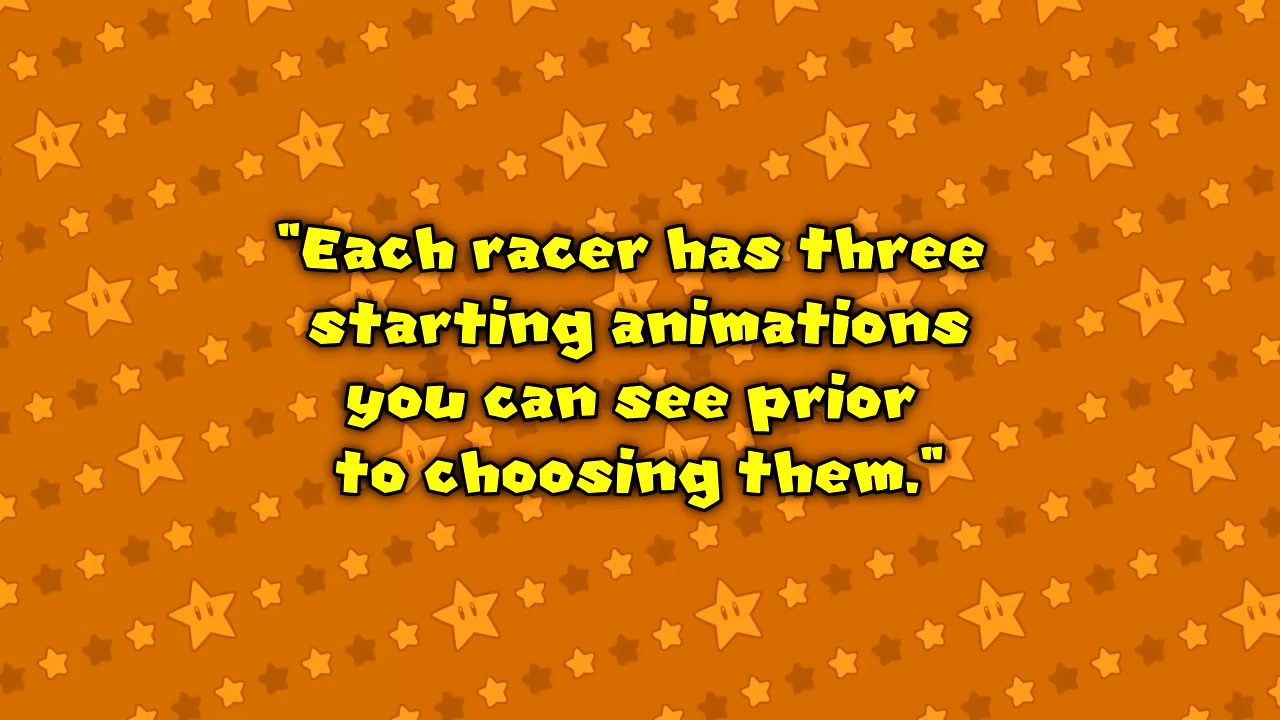 "Each racer has three
starting animations
you can see prior
to choosing them."